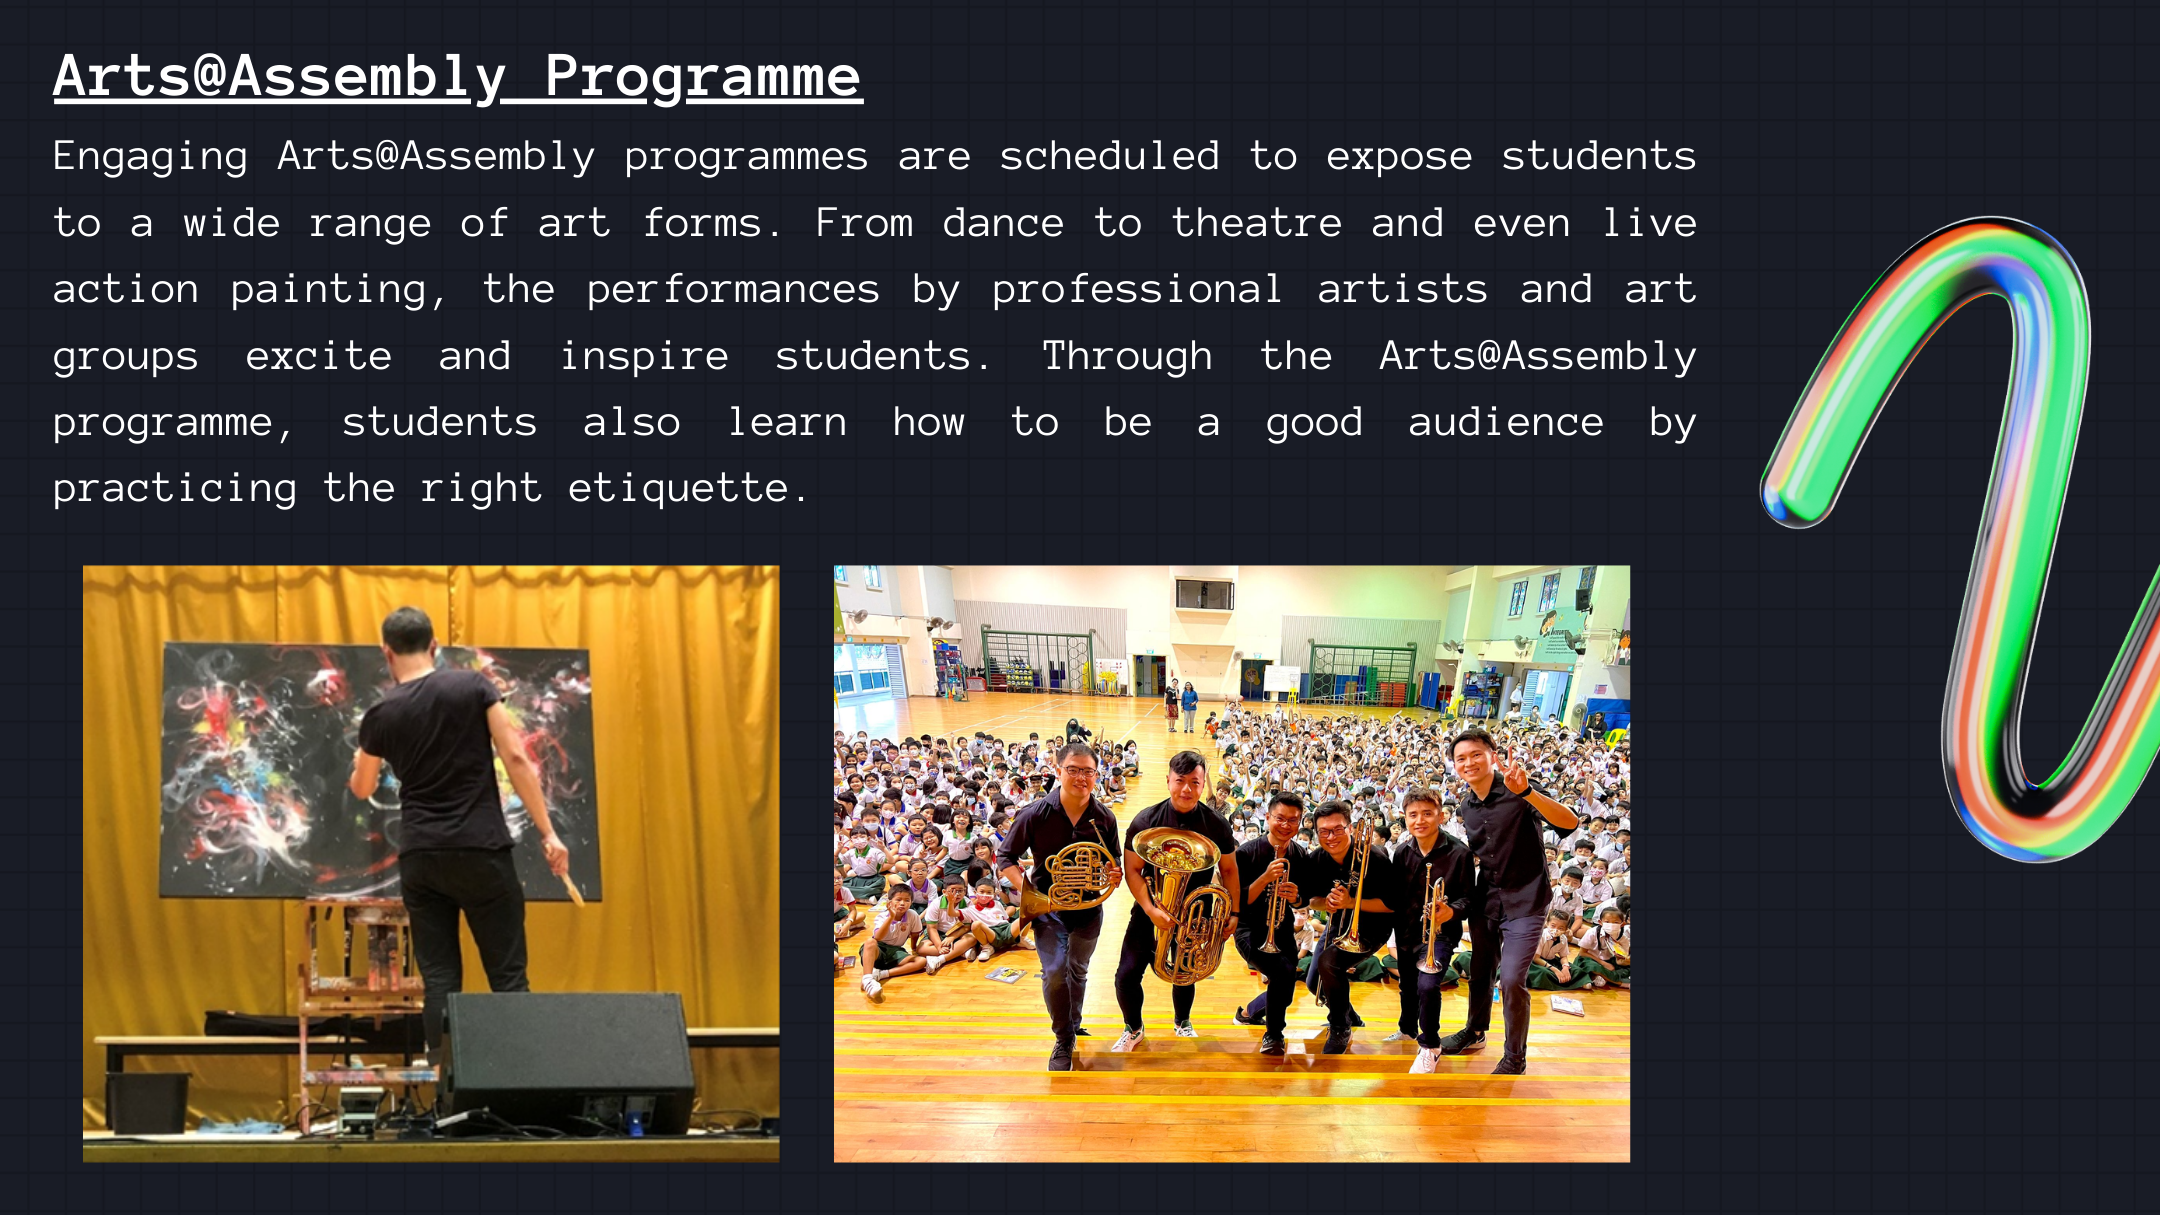 Arts@Assembly Programme
Engaging Arts@Assembly programmes are scheduled to expose students
to a wide range of art forms. From dance to theatre and even live
action painting, the performances by professional artists and art
groups excite and inspire students. Through the Arts@Assembly
programme, students also learn how to be a good audience by
practicing the right etiquette.